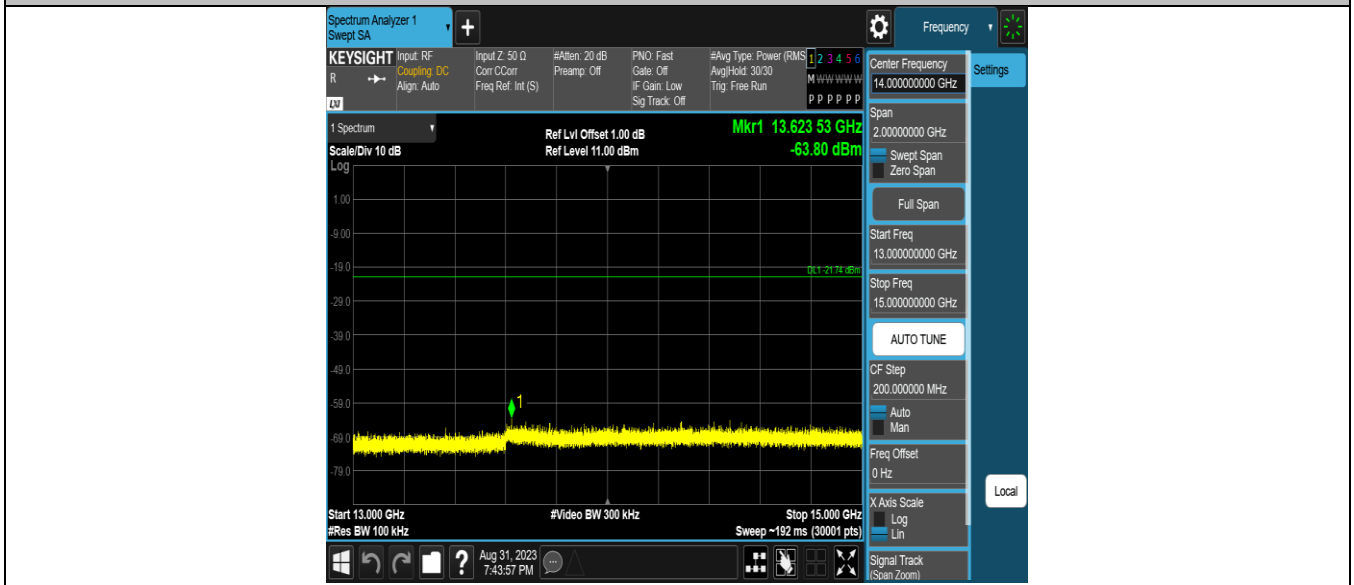 Spectrum Analyzer 1
Swept SA
+
Frequency
KEYSIGHT
Input: RF
Coupling: DC
Align: Auto
Input Z: 50 Ω
Corr CCorr
Freq Ref: Int (S)
#Atten: 20 dB
Preamp: Off
PNO: Fast
Gate: Off
IF Gain: Low
Sig Track: Off
#Avg Type: Power (RMS
Avg|Hold: 30/30
Trig: Free Run
1 2 3 4 5 6
M W W W W W
P P P P P P
R
LXI
Center Frequency
14.000000000 GHz
Settings
1 Spectrum
Scale/Div 10 dB
Log
Ref Lvl Offset 1.00 dB
Ref Level 11.00 dBm
Mkr1 13.623 53 GHz
-63.80 dBm
Span
2.00000000 GHz
Swept Span
Zero Span
Full Span
Start Freq
13.000000000 GHz
Stop Freq
15.000000000 GHz
AUTO TUNE
CF Step
200.000000 MHz
Auto
Man
Freq Offset
0 Hz
X Axis Scale
Log
Lin
Signal Track
(Span Zoom)
Local
1.00
-9.00
-19.0
DL1 -21.74 dBm
-29.0
-39.0
-49.0
-59.0
1
-69.0
-79.0
Start 13.000 GHz
#Res BW 100 kHz
#Video BW 300 kHz
Stop 15.000 GHz
Sweep ~192 ms (30001 pts)
?
Aug 31, 2023
7:43:57 PM